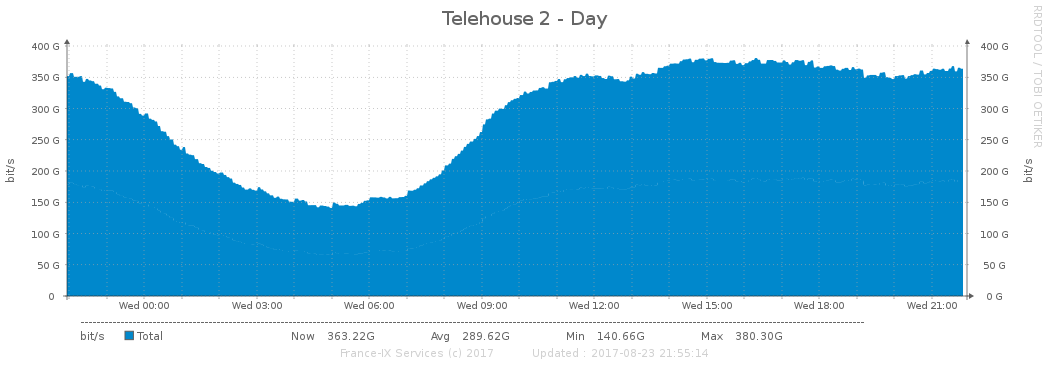 Telehouse 2 - Day
RRDTOOL / TOBI OETIKER
400 G 400 G
350 G 350 G
300 G 300 G
250 G 250 G
200 G 200 G
150 G 150 G
100 G 100 G
50 G 50 G
0 0 G
bit/s bit/s
Wed 00:00 Wed 03:00 Wed 06:00 Wed 09:00 Wed 12:00 Wed 15:00 Wed 18:00 Wed 21:00
bit/s Total Now 363.22G Avg 289.62G Min 140.66G Max 380.30G
France-IX Services (c) 2017 Updated : 2017-08-23 21:55:14